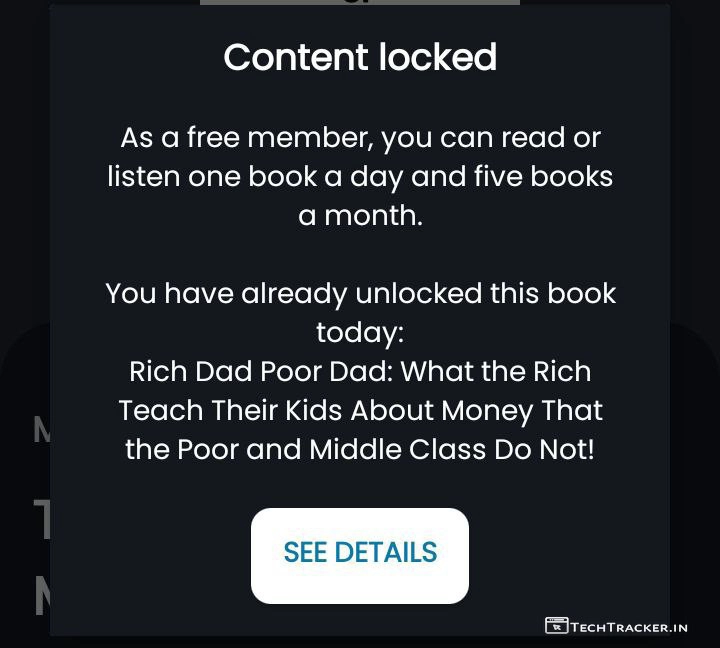 Content locked
As a free member, you can read or
listen one book a day and five books
a month.
You have already unlocked this book
today:
Rich Dad Poor Dad: What the Rich
Teach Their Kids About Money That
the Poor and Middle Class Do Not!
SEE DETAILS
TECHTRACKER.IN